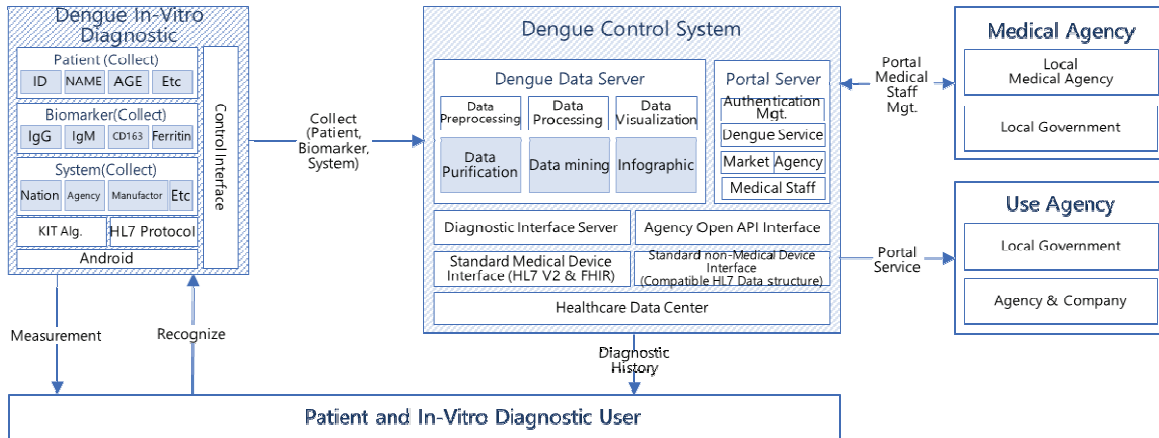 Dengue In-Vitro
Diagnostic
Patient (Collect)
ID NAME AGE Etc
Biomarker(Collect)
IgG IgM CD163 Ferritin
System(Collect)
Nation Agency Manufactor Etc
KIT Alg. HL7 Protocol
Android
Control Interface
Collect
(Patient,
Biomarker,
System)
Dengue Control System
Dengue Data Server
Data
Preprocessing
Data
Processing
Data
Visualization
Data
Purification
Data mining
Infographic
Portal Server
Authentication
Mgt.
Dengue Service
Market Agency
Medical Staff
Diagnostic Interface Server
Agency Open API Interface
Standard Medical Device
Interface (HL7 V2 & FHIR)
Standard non-Medical Device
Interface
(Compatible HL7 Data structure)
Healthcare Data Center
Portal
Medical
Staff
Mgt.
Medical Agency
Local
Medical Agency
Local Government
Portal
Service
Use Agency
Local Government
Agency & Company
Measurement
Recognize
Diagnostic
History
Patient and In-Vitro Diagnostic User